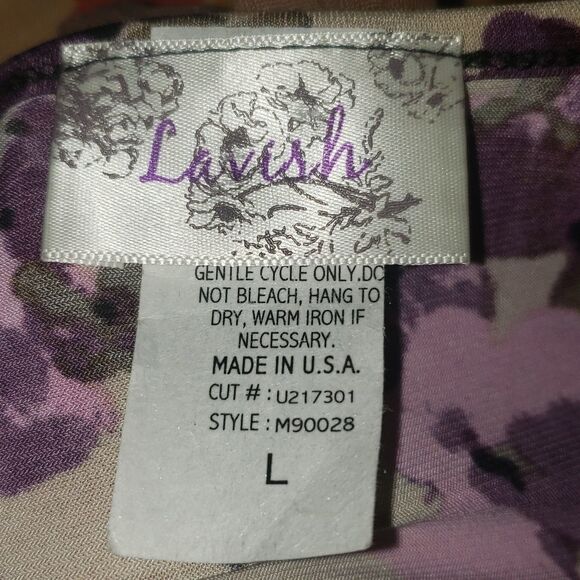 Lavish
GENTLE CYCLE ONLY.DO
NOT BLEACH, HANG TO
DRY, WARM IRON IF
NECESSARY.
MADE IN U.S.A.
CUT # : U217301
STYLE : M90028
L